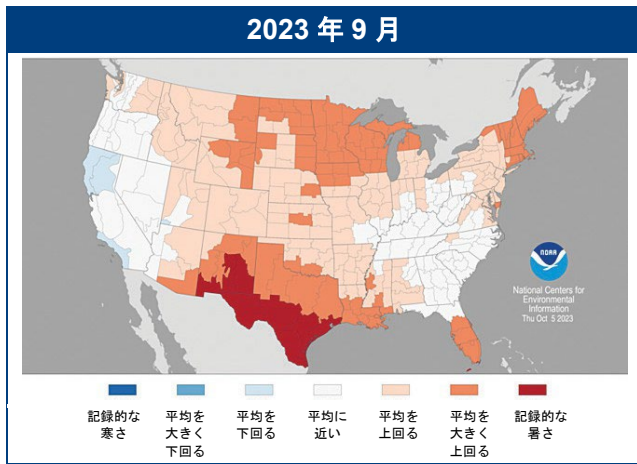 2023 年 9 月
NOAA
National Centers for
Environmental
Information
Thu Oct 5 2023
記録的な
寒さ
平均を
大きく
下回る
平均を
下回る
平均に
近い
平均を
上回る
平均を
大きく
上回る
記録的な
暑さ